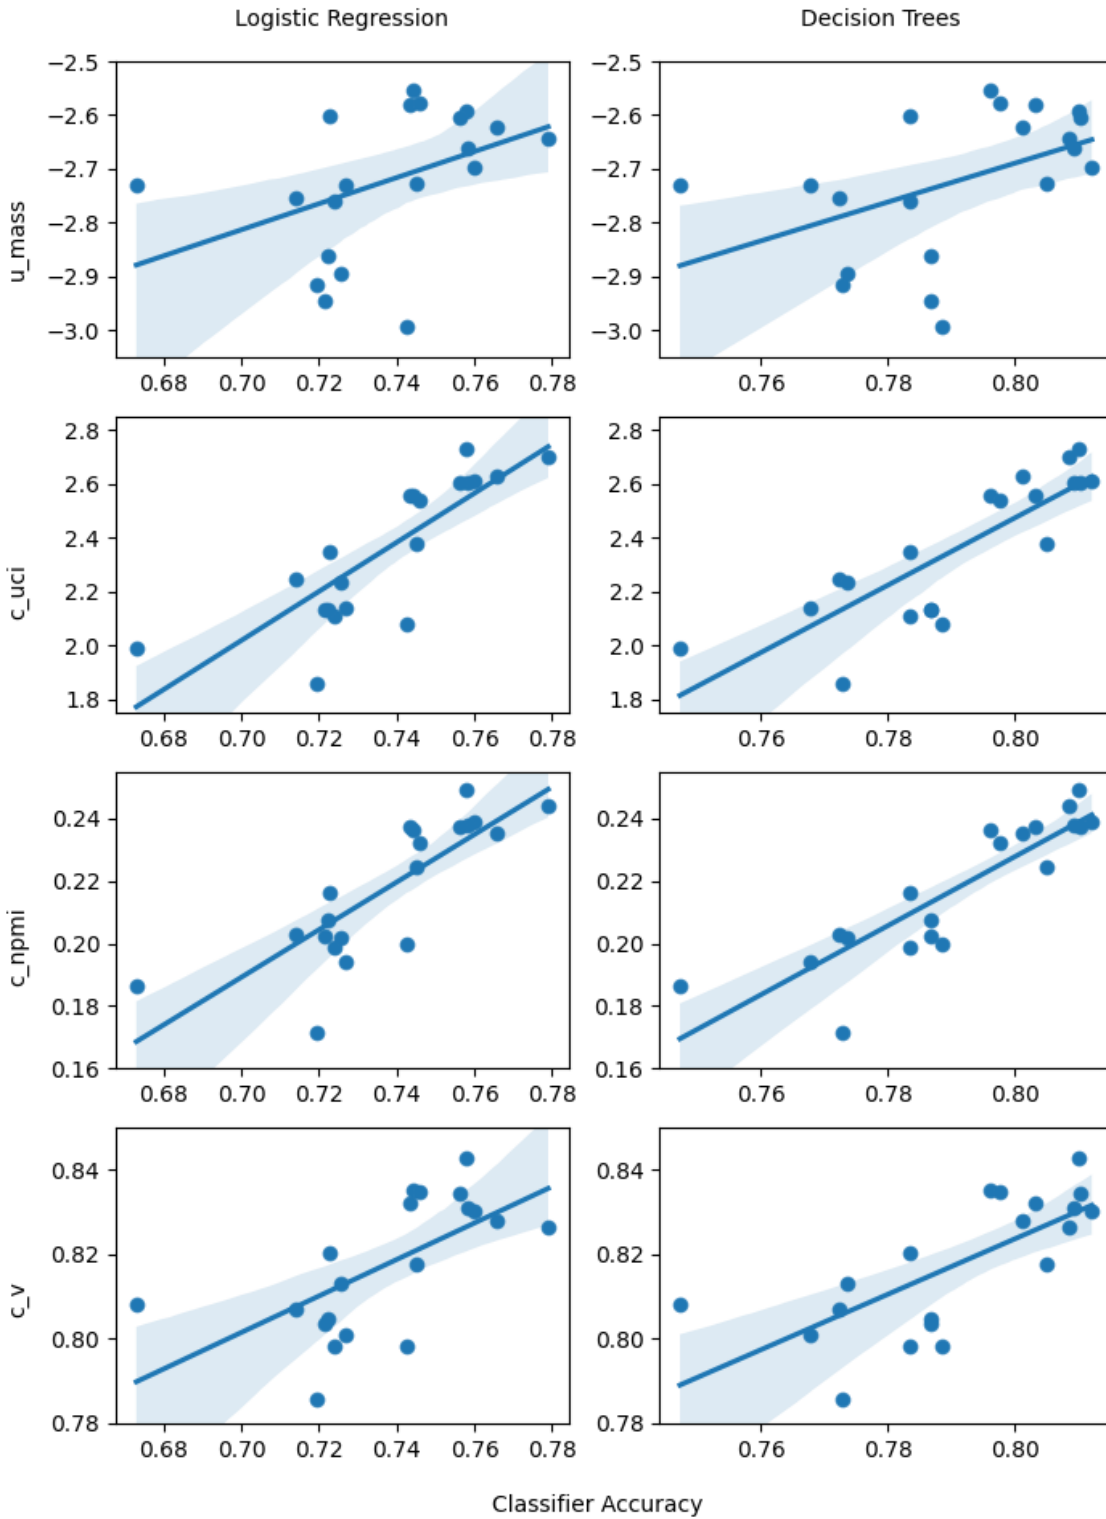 Logistic Regression Decision Trees
−2.5 −2.5
−2.6 −2.6
−2.7 −2.7
−2.8 −2.8
−2.9 −2.9
−3.0 −3.0
u_mass
0.68 0.70 0.72 0.74 0.76 0.78 0.76 0.78 0.80
2.8 2.8
2.6 2.6
2.4 2.4
2.2 2.2
2.0 2.0
1.8 1.8
c_uci
0.68 0.70 0.72 0.74 0.76 0.78 0.76 0.78 0.80
0.24 0.24
0.22 0.22
0.20 0.20
0.18 0.18
0.16 0.16
c_npmi
0.68 0.70 0.72 0.74 0.76 0.78 0.76 0.78 0.80
0.84 0.84
0.82 0.82
0.80 0.80
0.78 0.78
c_v
0.68 0.70 0.72 0.74 0.76 0.78 0.76 0.78 0.80
Classifier Accuracy